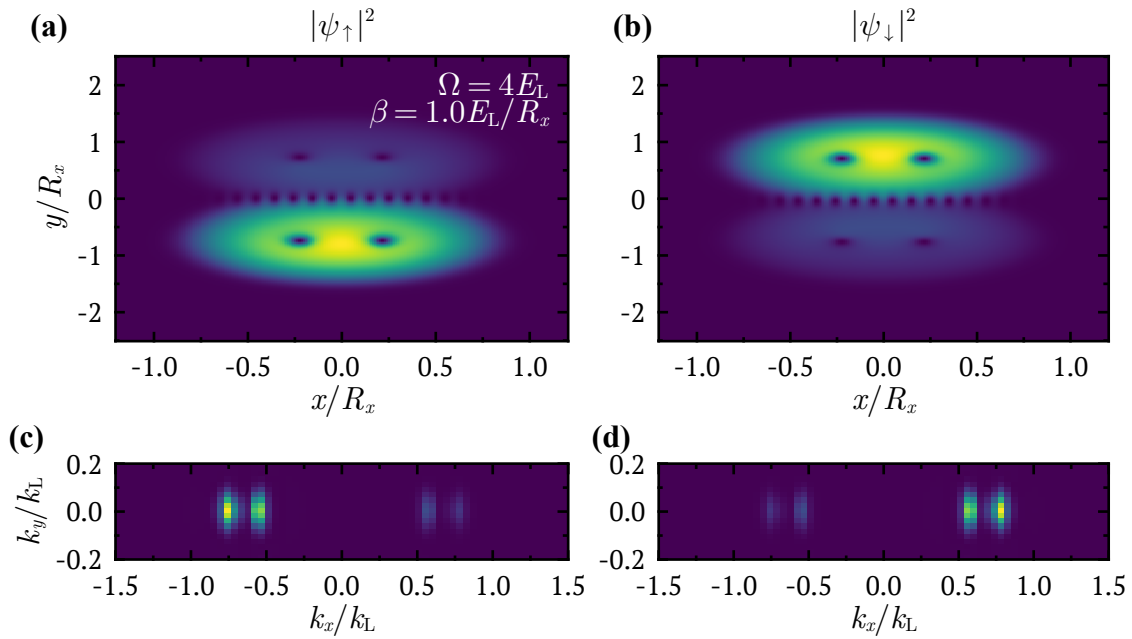 (a) |ψ↑|² (b) |ψ↓|²
Ω = 4E_L
β = 1.0E_L/R_x
y/R_x
2
1
0
-1
-2
-1.0 -0.5 0.0 0.5 1.0
x/R_x
2
1
0
-1
-2
-1.0 -0.5 0.0 0.5 1.0
x/R_x
(c)
k_y/k_L
0.2
0.0
-0.2
-1.5 -1.0 -0.5 0.0 0.5 1.0 1.5
k_x/k_L
(d)
0.2
0.0
-0.2
-1.5 -1.0 -0.5 0.0 0.5 1.0 1.5
k_x/k_L